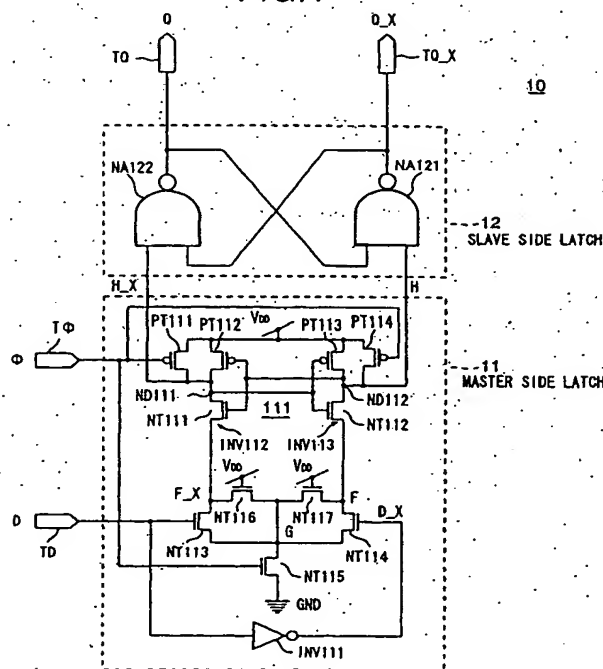 Q Q_X
TQ TQ_X
10
NA122 NA121
12
SLAVE SIDE LATCH
H_X H
TΦ
Φ
PT111 PT112 VDD PT113 PT114
11
MASTER SIDE LATCH
ND111 111 ND112
NT111 NT112
INV112 INV113
VDD VDD
F_X F D_X
NT116 NT117
D
TD
G
NT113 NT114
NT115
GND
INV111